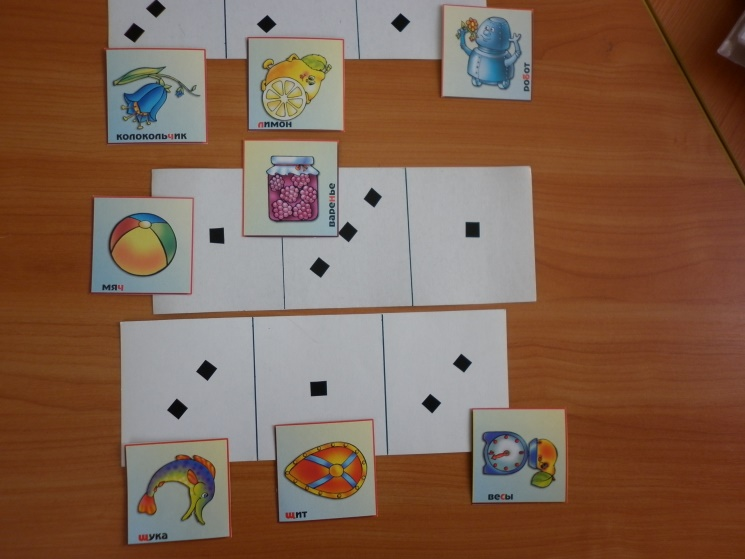 колокольчик
лимон
робот
варенье
мяч
щука
щит
весы